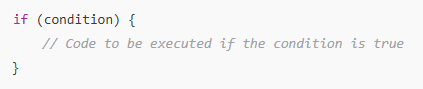 if (condition) {
    // Code to be executed if the condition is true
}